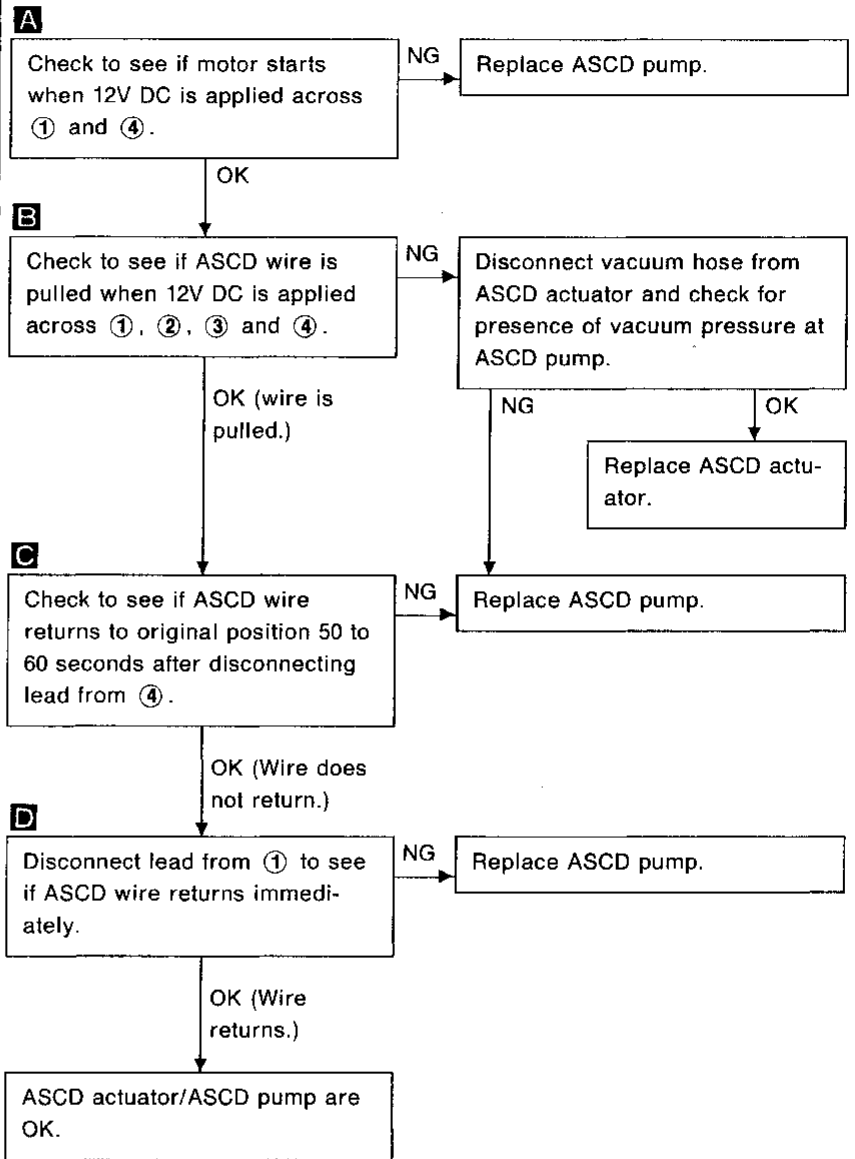 A
Check to see if motor starts
when 12V DC is applied across
① and ④.
NG
Replace ASCD pump.
OK
B
Check to see if ASCD wire is
pulled when 12V DC is applied
across ①, ②, ③ and ④.
NG
Disconnect vacuum hose from
ASCD actuator and check for
presence of vacuum pressure at
ASCD pump.
OK (wire is
pulled.)
NG
OK
Replace ASCD actu-
ator.
C
Check to see if ASCD wire
returns to original position 50 to
60 seconds after disconnecting
lead from ④.
NG
Replace ASCD pump.
OK (Wire does
not return.)
D
Disconnect lead from ① to see
if ASCD wire returns immedi-
ately.
NG
Replace ASCD pump.
OK (Wire
returns.)
ASCD actuator/ASCD pump are
OK.